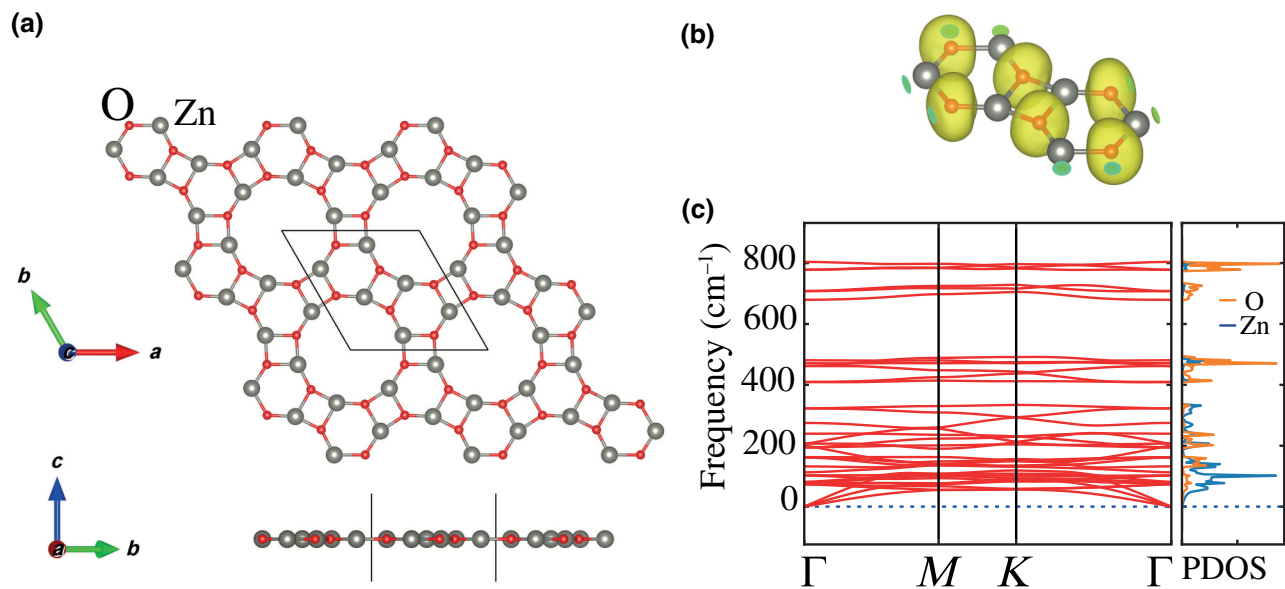 (a)
O Zn
b
c a
c
a b
(b)
(c)
Frequency (cm⁻¹)
800
600
400
200
0
Γ M K Γ
O
Zn
PDOS